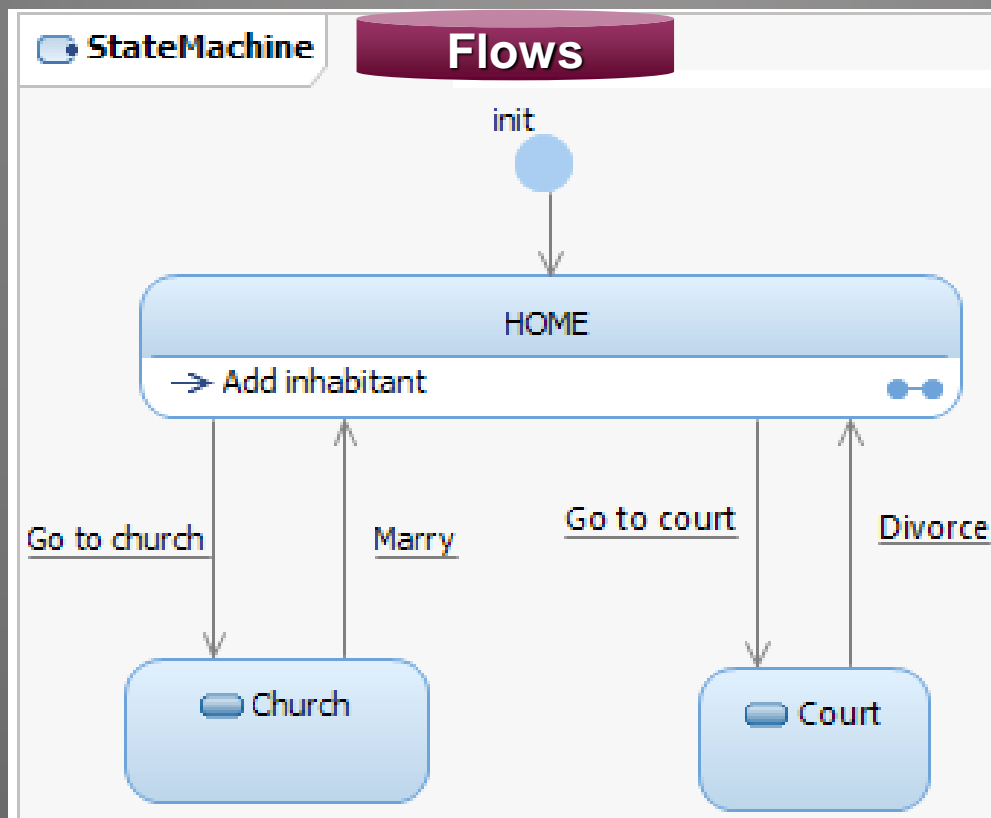 StateMachine
Flows
init
HOME
Add inhabitant
Go to church
Marry
Go to court
Divorce
Church
Court